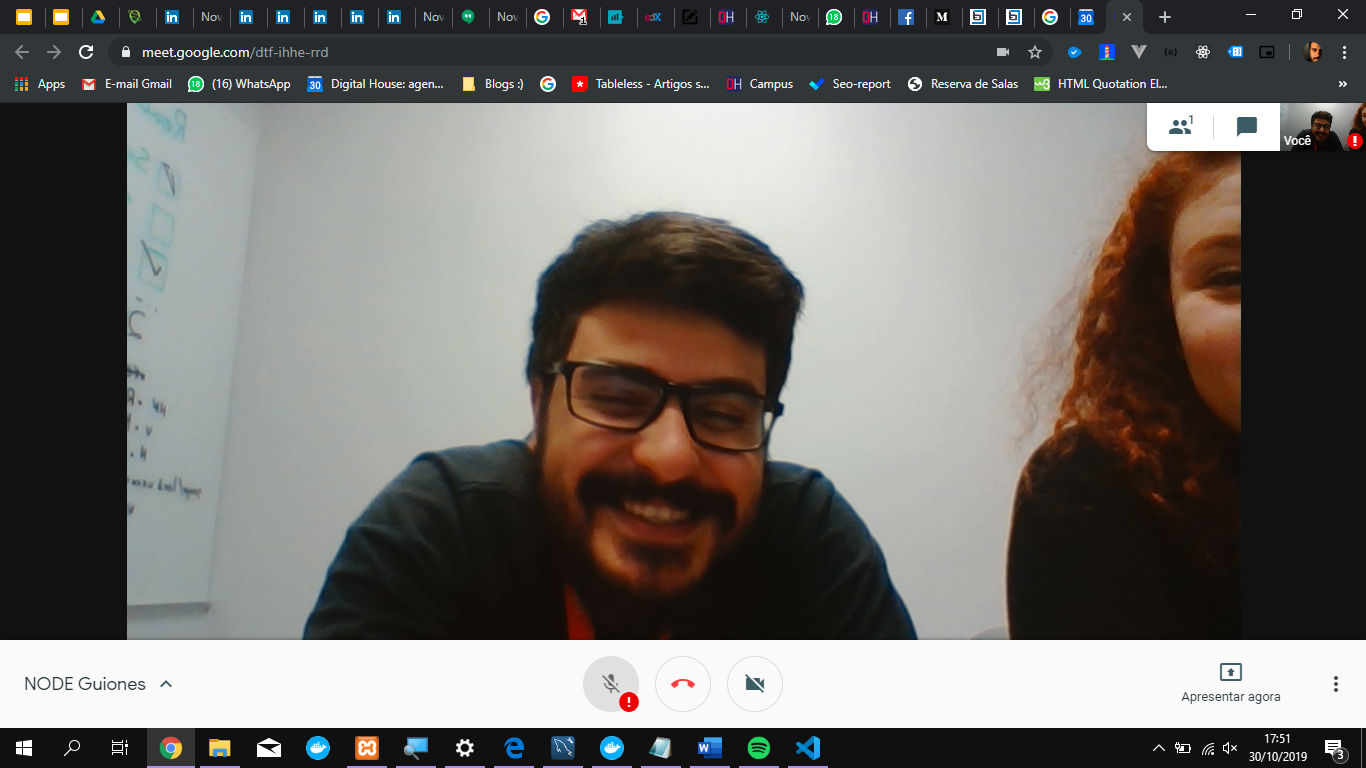 Nov
Nov
Nov
Nov
meet.google.com/dtf-ihhe-rrd
Apps
E-mail Gmail
(16) WhatsApp
Digital House: agen...
Blogs :)
Tableless - Artigos s...
DH
Campus
Seo-report
Reserva de Salas
HTML Quotation El...
»
1
Você
NODE Guiones
Apresentar agora
17:51
30/10/2019
3